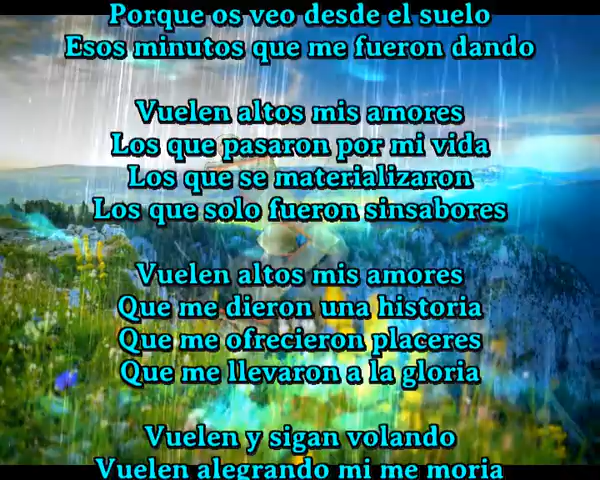 Porque os veo desde el suelo
Esos minutos que me fueron dando
Vuelen altos mis amores
Los que pasaron por mi vida
Los que se materializaron
Los que solo fueron sinsabores
Vuelen altos mis amores
Que me dieron una historia
Que me ofrecieron placeres
Que me llevaron a la gloria
Vuelen y sigan volando
Vuelen alegrando mi me moria